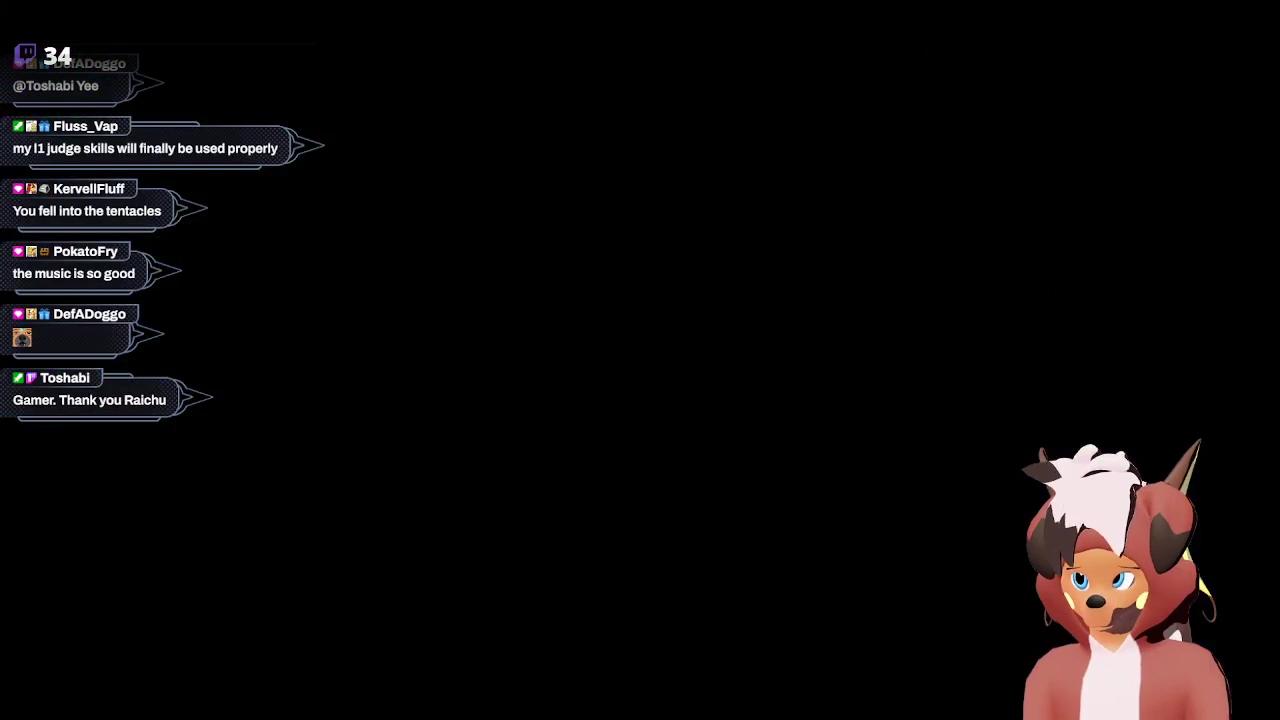 34
DefADoggo
@Toshabi Yee
Fluss_Vap
my l1 judge skills will finally be used properly
KervellFluff
You fell into the tentacles
PokatoFry
the music is so good
DefADoggo
Toshabi
Gamer. Thank you Raichu